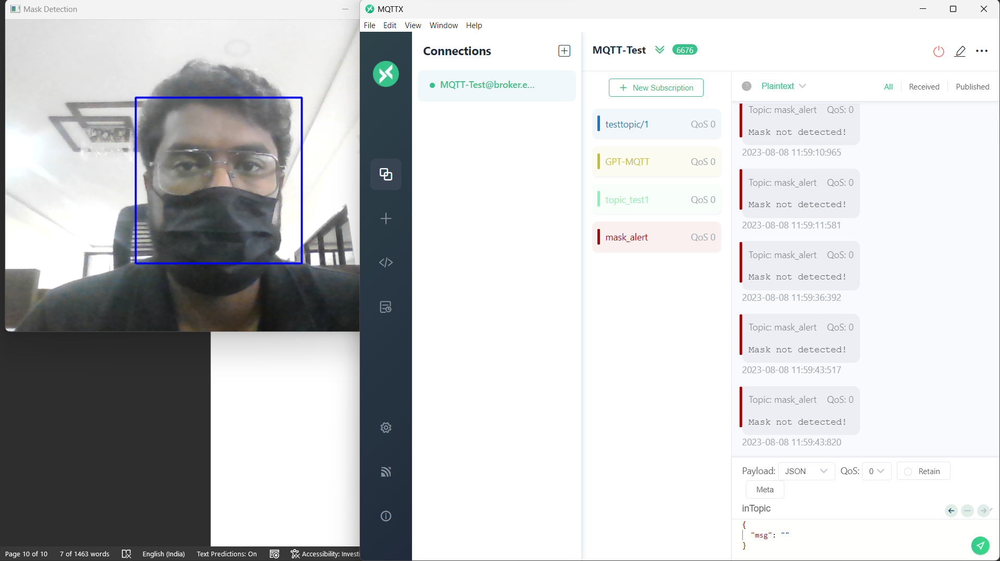 Mask Detection
MQTTX
File Edit View Window Help
Connections
MQTT-Test@broker.e...
MQTT-Test 6676
New Subscription
testtopic/1 QoS 0
GPT-MQTT QoS 0
topic_test1 QoS 0
mask_alert QoS 0
Plaintext All Received Published
Topic: mask_alert QoS: 0
Mask not detected!
2023-08-08 11:59:10:965
Topic: mask_alert QoS: 0
Mask not detected!
2023-08-08 11:59:11:581
Topic: mask_alert QoS: 0
Mask not detected!
2023-08-08 11:59:36:392
Topic: mask_alert QoS: 0
Mask not detected!
2023-08-08 11:59:43:517
Topic: mask_alert QoS: 0
Mask not detected!
2023-08-08 11:59:43:820
Payload: JSON QoS: 0 Retain
Meta
inTopic
{
"msg": ""
}
Page 10 of 10 7 of 1463 words English (India) Text Predictions: On Accessibility: Investi